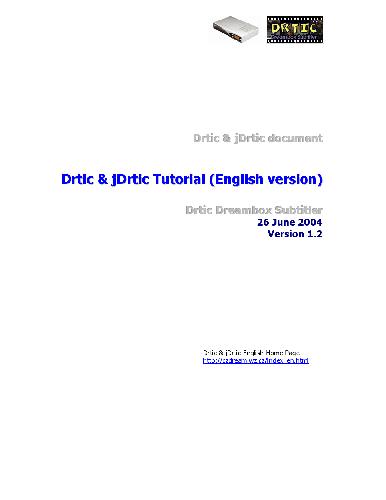 DRTIC
Drtic & jDrtic document
Drtic & jDrtic Tutorial (English version)
Drtic Dreambox Subtitler
26 June 2004
Version 1.2
Drtic & jDrtic English Home Page